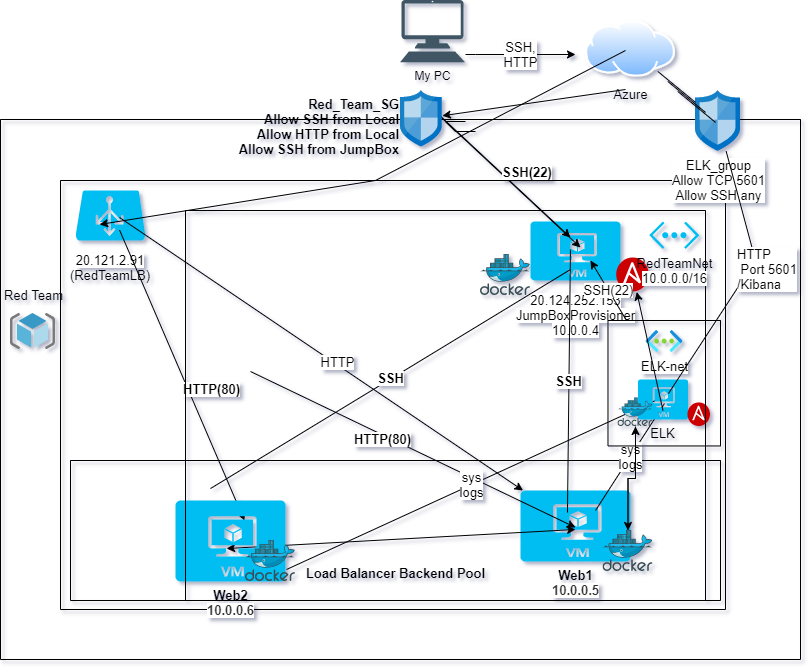 My PC
SSH,
HTTP
Azure
Red_Team_SG
Allow SSH from Local
Allow HTTP from Local
Allow SSH from JumpBox
ELK_group
Allow TCP 5601
Allow SSH any
SSH(22)
20.121.2.91
(RedTeamLB)
VM
docker
RedTeamNet
10.0.0.0/16
A
SSH(22)
20.124.252.153
JumpBoxProvisioner
10.0.0.4
HTTP
Port 5601
Kibana
Red Team
HTTP
ELK-net
SSH
SSH
HTTP(80)
VM
docker
A
ELK
HTTP(80)
sys
logs
sys
logs
VM
docker
Load Balancer Backend Pool
VM
docker
Web1
10.0.0.5
Web2
10.0.0.6